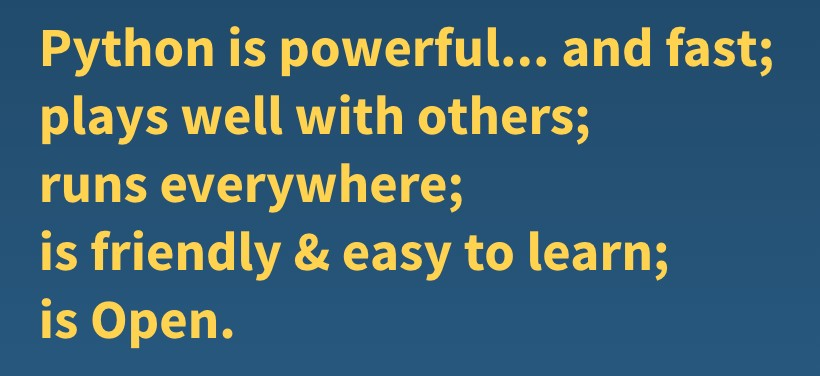 Python is powerful... and fast;
plays well with others;
runs everywhere;
is friendly & easy to learn;
is Open.